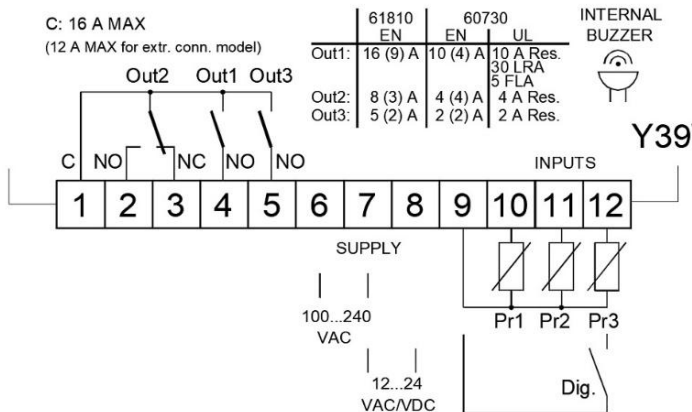 C: 16 A MAX
(12 A MAX for extr. conn. model)
61810 60730
EN EN UL
Out1: 16 (9) A 10 (4) A 10 A Res.
30 LRA
5 FLA
Out2: 8 (3) A 4 (4) A 4 A Res.
Out3: 5 (2) A 2 (2) A 2 A Res.
INTERNAL
BUZZER
Out2 Out1 Out3
Y39
C NO NC NO NO INPUTS
1 2 3 4 5 6 7 8 9 10 11 12
SUPPLY
100...240
VAC
Pr1 Pr2 Pr3
12...24
VAC/VDC
Dig.